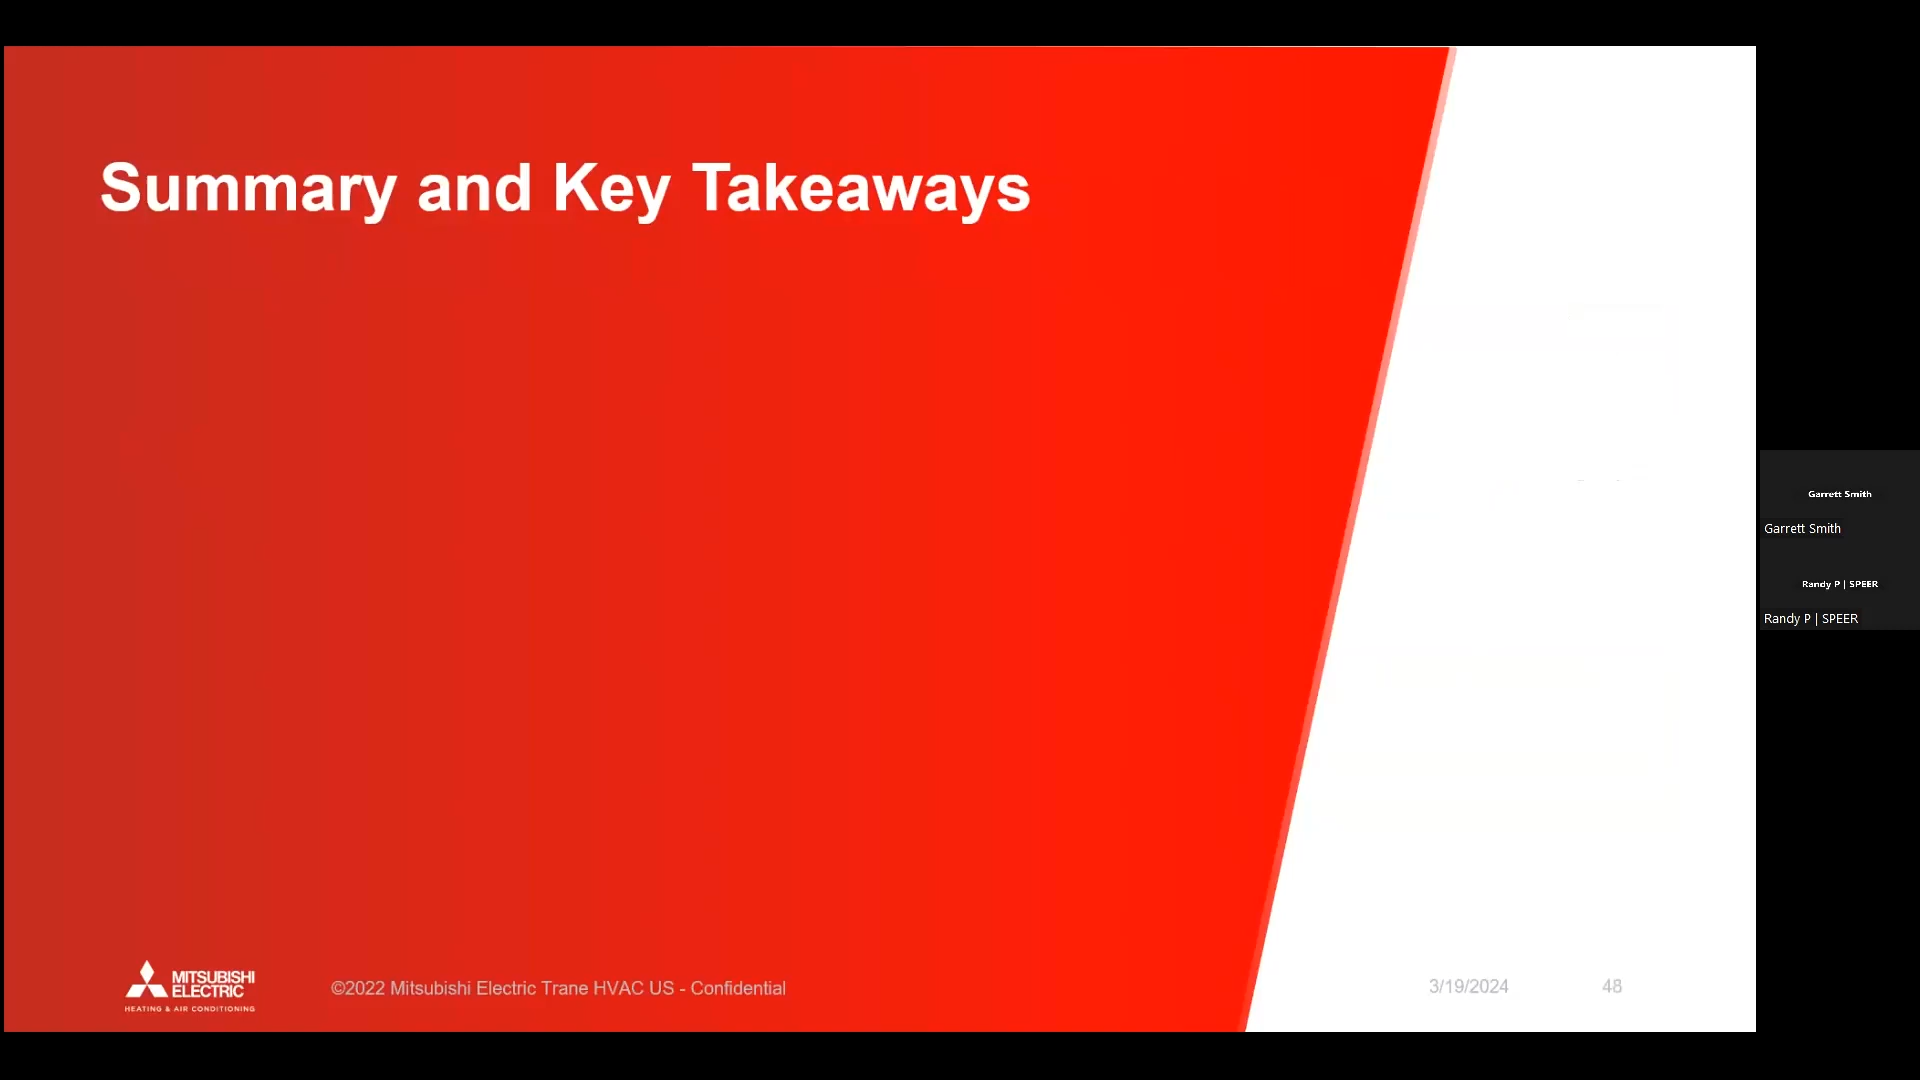 Summary and Key Takeaways
Garrett Smith
Garrett Smith
Randy P | SPEER
Randy P | SPEER
MITSUBISHI
ELECTRIC
HEATING & AIR CONDITIONING
©2022 Mitsubishi Electric Trane HVAC US - Confidential
3/19/2024
48